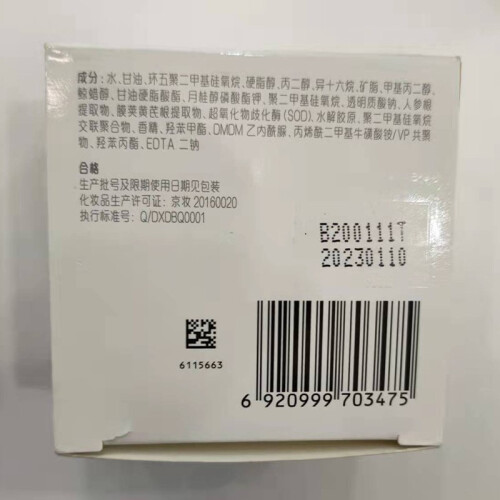 成分：水、甘油、环五聚二甲基硅氧烷、硬脂醇、丙二醇、异十六烷、矿脂、甲基丙二醇、
鲸蜡醇、甘油硬脂酸酯、月桂醇磷酸酯钾、聚二甲基硅氧烷、透明质酸钠、人参根
提取物、膜荚黄芪根提取物、超氧化物歧化酶(SOD)、水解胶原、聚二甲基硅氧烷
交联聚合物、香精、羟苯甲酯、DMDM 乙内酰脲、丙烯酰二甲基牛磺酸铵/VP 共聚
物、羟苯丙酯、EDTA 二钠
合格
生产批号及限期使用日期见包装
化妆品生产许可证：京妆 20160020
执行标准号：Q/DXDBQ0001
B200111T
20230110
6115663
6 920999 703475